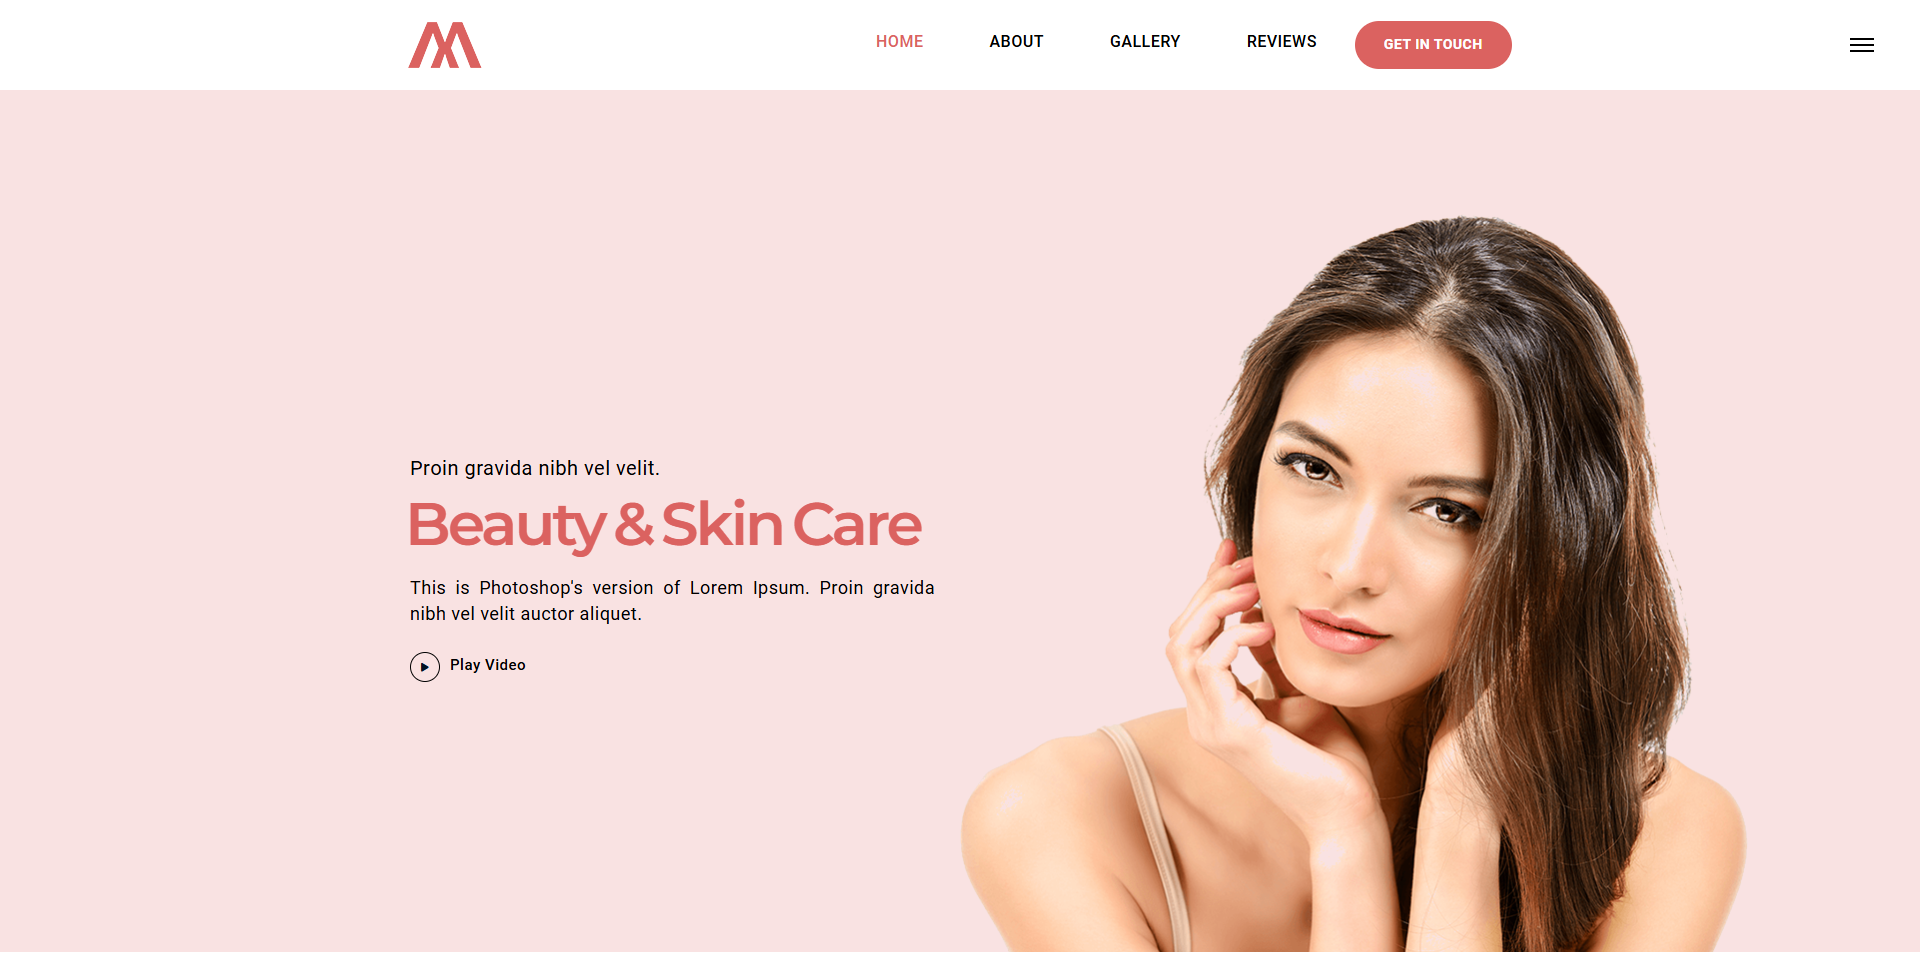 HOME ABOUT GALLERY REVIEWS GET IN TOUCH
Proin gravida nibh vel velit.
Beauty & Skin Care
This is Photoshop's version of Lorem Ipsum. Proin gravida
nibh vel velit auctor aliquet.
Play Video